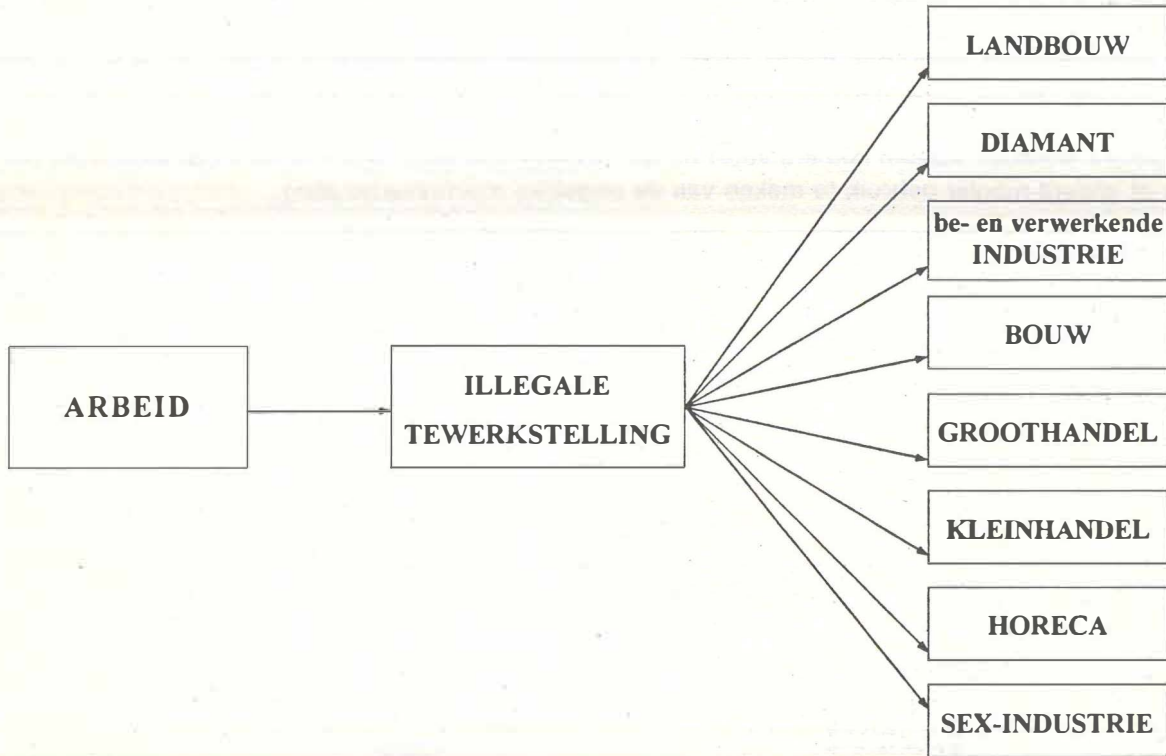 LANDBOUW
DIAMANT
be- en verwerkende
INDUSTRIE
BOUW
ARBEID
ILLEGALE
TEWERKSTELLING
GROOTHANDEL
KLEINHANDEL
HORECA
SEX-INDUSTRIE